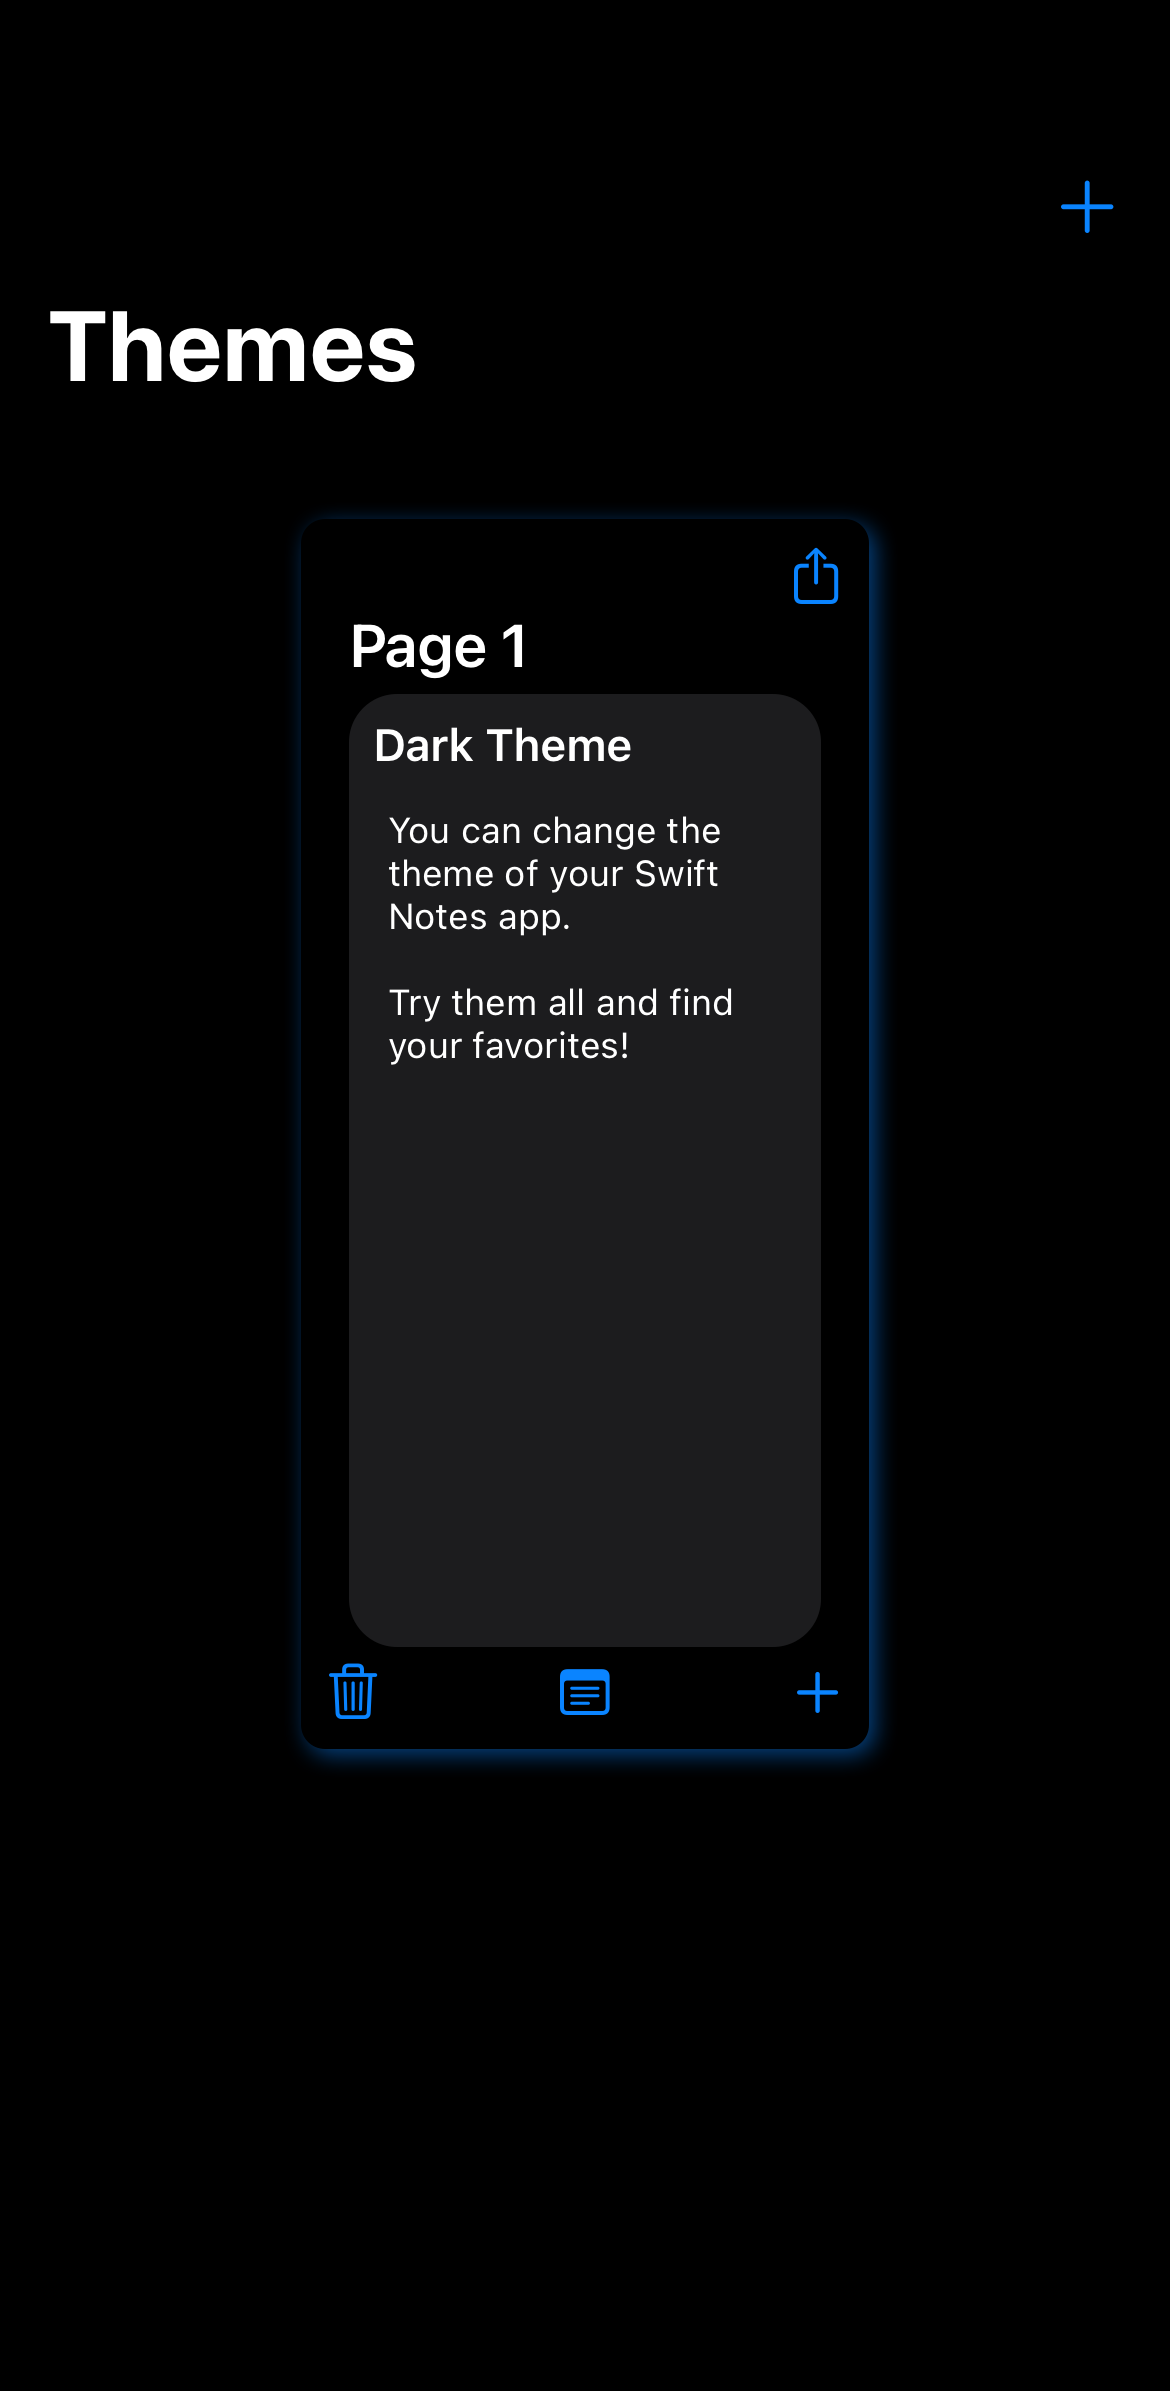 Themes
Page 1
Dark Theme
You can change the
theme of your Swift
Notes app.
Try them all and find
your favorites!